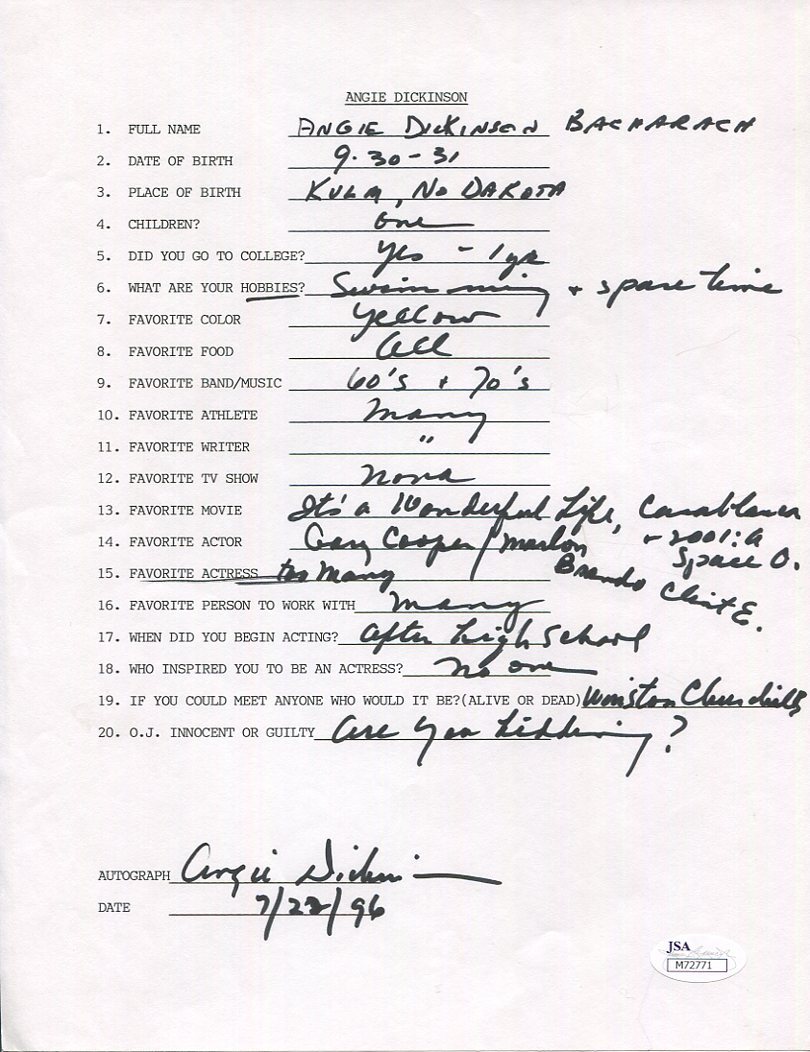 ANGIE DICKINSON
1. FULL NAME ANGIE DICKINSON BACHARACH
2. DATE OF BIRTH 9-30-31
3. PLACE OF BIRTH KULM, NO DAKOTA
4. CHILDREN? one
5. DID YOU GO TO COLLEGE? yes - 1 yr
6. WHAT ARE YOUR HOBBIES? Swimming + spare time
7. FAVORITE COLOR yellow
8. FAVORITE FOOD all
9. FAVORITE BAND/MUSIC 60's + 70's
10. FAVORITE ATHLETE many
11. FAVORITE WRITER "
12. FAVORITE TV SHOW none
13. FAVORITE MOVIE It's a Wonderful Life, Casablanca
+ 2001: A Space O.
14. FAVORITE ACTOR Gary Cooper / Marlon Brando Clint E.
15. FAVORITE ACTRESS too many
16. FAVORITE PERSON TO WORK WITH many
17. WHEN DID YOU BEGIN ACTING? after high school
18. WHO INSPIRED YOU TO BE AN ACTRESS? no one
19. IF YOU COULD MEET ANYONE WHO WOULD IT BE?(ALIVE OR DEAD) Winston Churchill
20. O.J. INNOCENT OR GUILTY are you kidding?
AUTOGRAPH Angie Dickinson
DATE 7/22/96
JSA
M72771